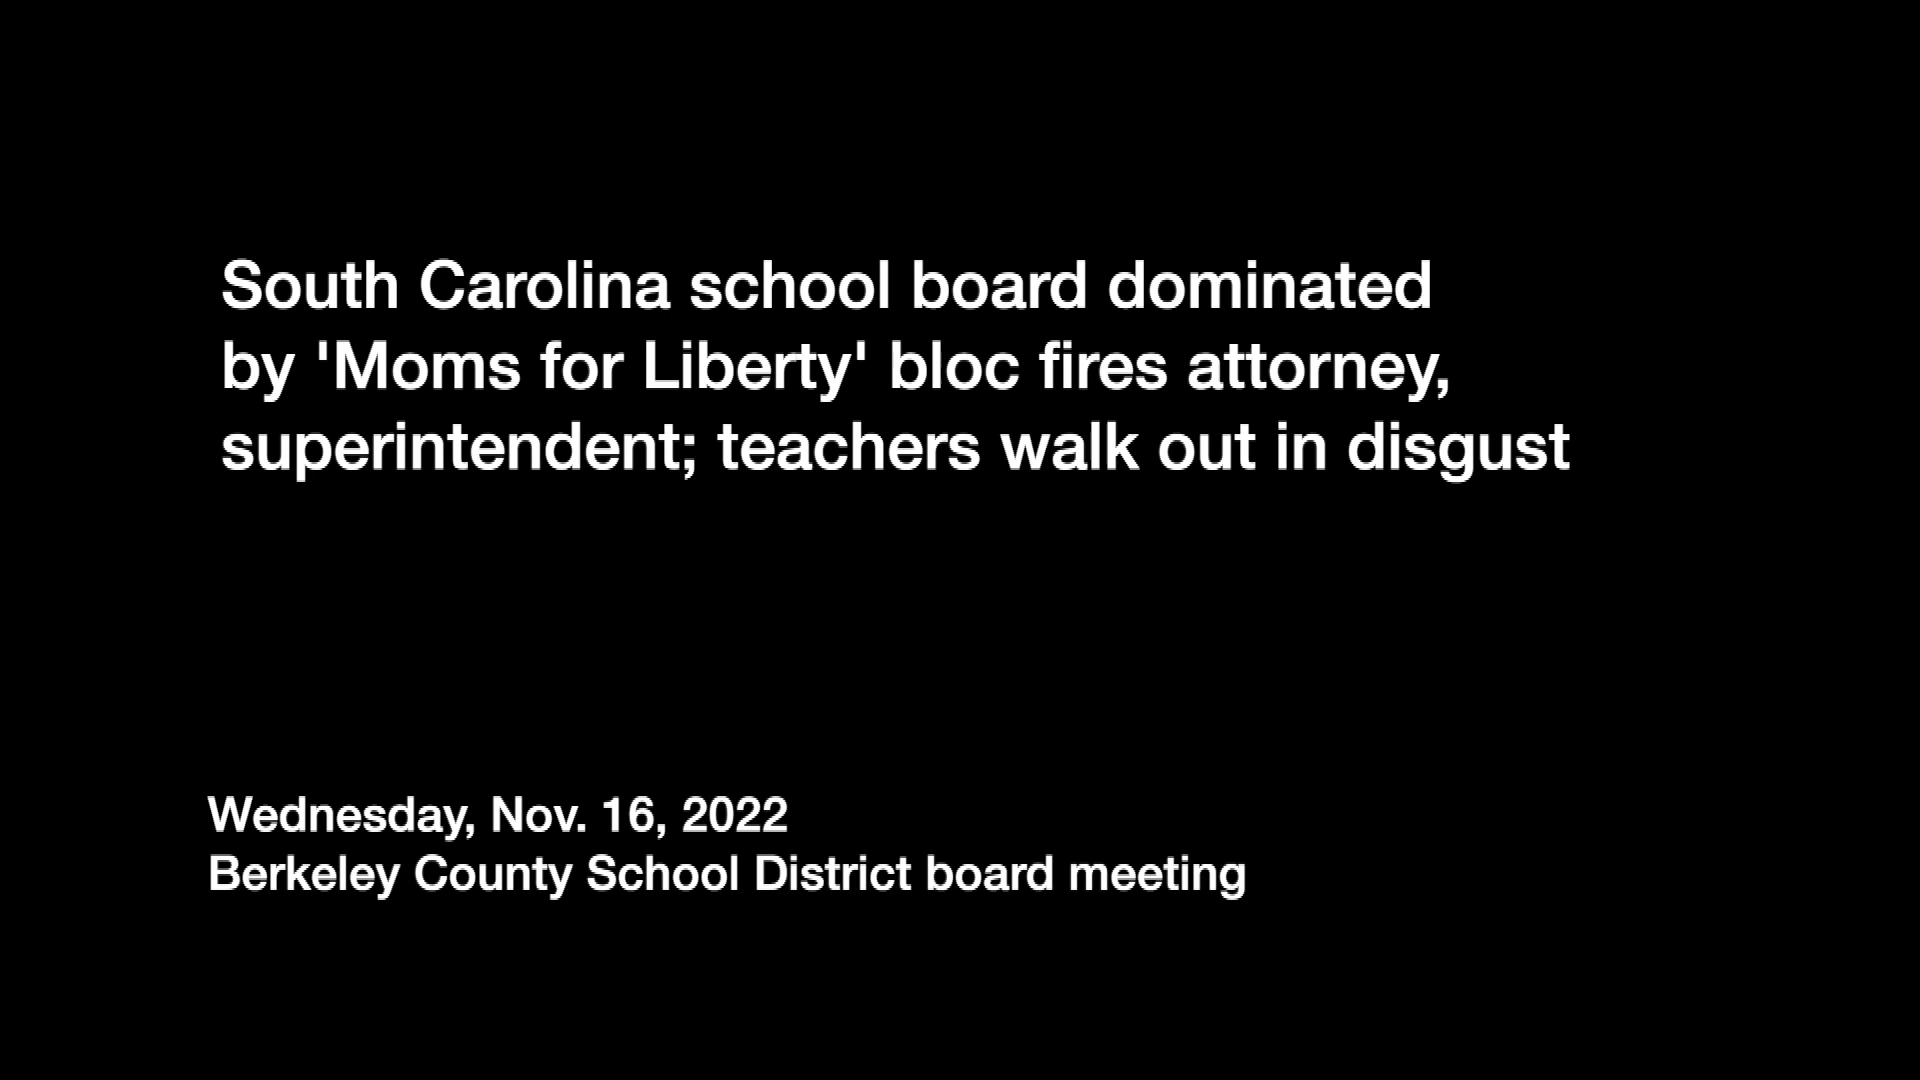 South Carolina school board dominated
by 'Moms for Liberty' bloc fires attorney,
superintendent; teachers walk out in disgust
Wednesday, Nov. 16, 2022
Berkeley County School District board meeting